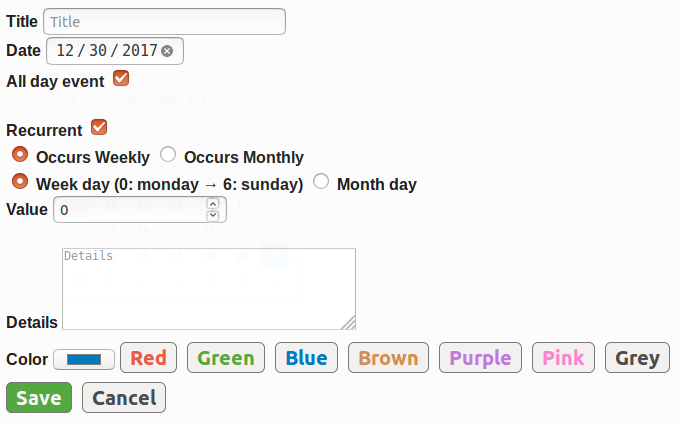 Title Title
Date 12/30/2017
All day event
Recurrent
Occurs Weekly Occurs Monthly
Week day (0: monday → 6: sunday) Month day
Value 0
Details
Details
Color Red Green Blue Brown Purple Pink Grey
Save Cancel